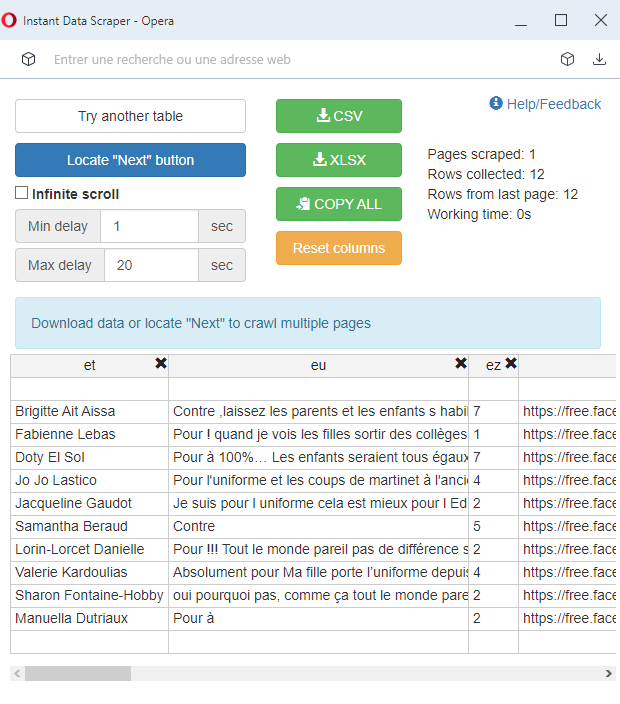 Instant Data Scraper - Opera
Entrer une recherche ou une adresse web
Try another table
CSV
Help/Feedback
Locate "Next" button
XLSX
Pages scraped: 1
Rows collected: 12
Infinite scroll
Rows from last page: 12
Min delay 1 sec
COPY ALL
Working time: 0s
Max delay 20 sec
Reset columns
Download data or locate "Next" to crawl multiple pages
et eu ez
Brigitte Ait Aissa Contre ,laissez les parents et les enfants s habi 7 https://free.face
Fabienne Lebas Pour ! quand je vois les filles sortir des collèges 1 https://free.face
Doty El Sol Pour à 100%… Les enfants seraient tous égaux 7 https://free.face
Jo Jo Lastico Pour l'uniforme et les coups de martinet à l'anci 4 https://free.face
Jacqueline Gaudot Je suis pour l uniforme cela est mieux pour l Ed 2 https://free.face
Samantha Beraud Contre 5 https://free.face
Lorin-Lorcet Danielle Pour !!! Tout le monde pareil pas de différence s 2 https://free.face
Valerie Kardoulias Absolument pour Ma fille porte l’uniforme depuis 4 https://free.face
Sharon Fontaine-Hobby oui pourquoi pas, comme ça tout le monde pare 2 https://free.face
Manuella Dutriaux Pour à 2 https://free.face